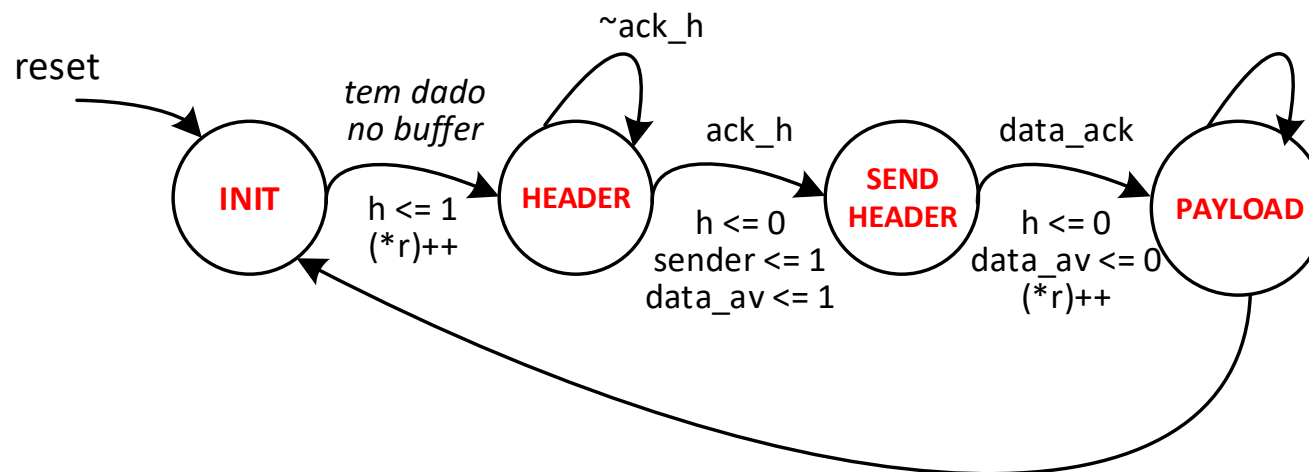 ~ack_h
reset
tem dado
no buffer
ack_h
data_ack
INIT
HEADER
SEND
HEADER
PAYLOAD
h <= 1
(*r)++
h <= 0
sender <= 1
data_av <= 1
h <= 0
data_av <= 0
(*r)++